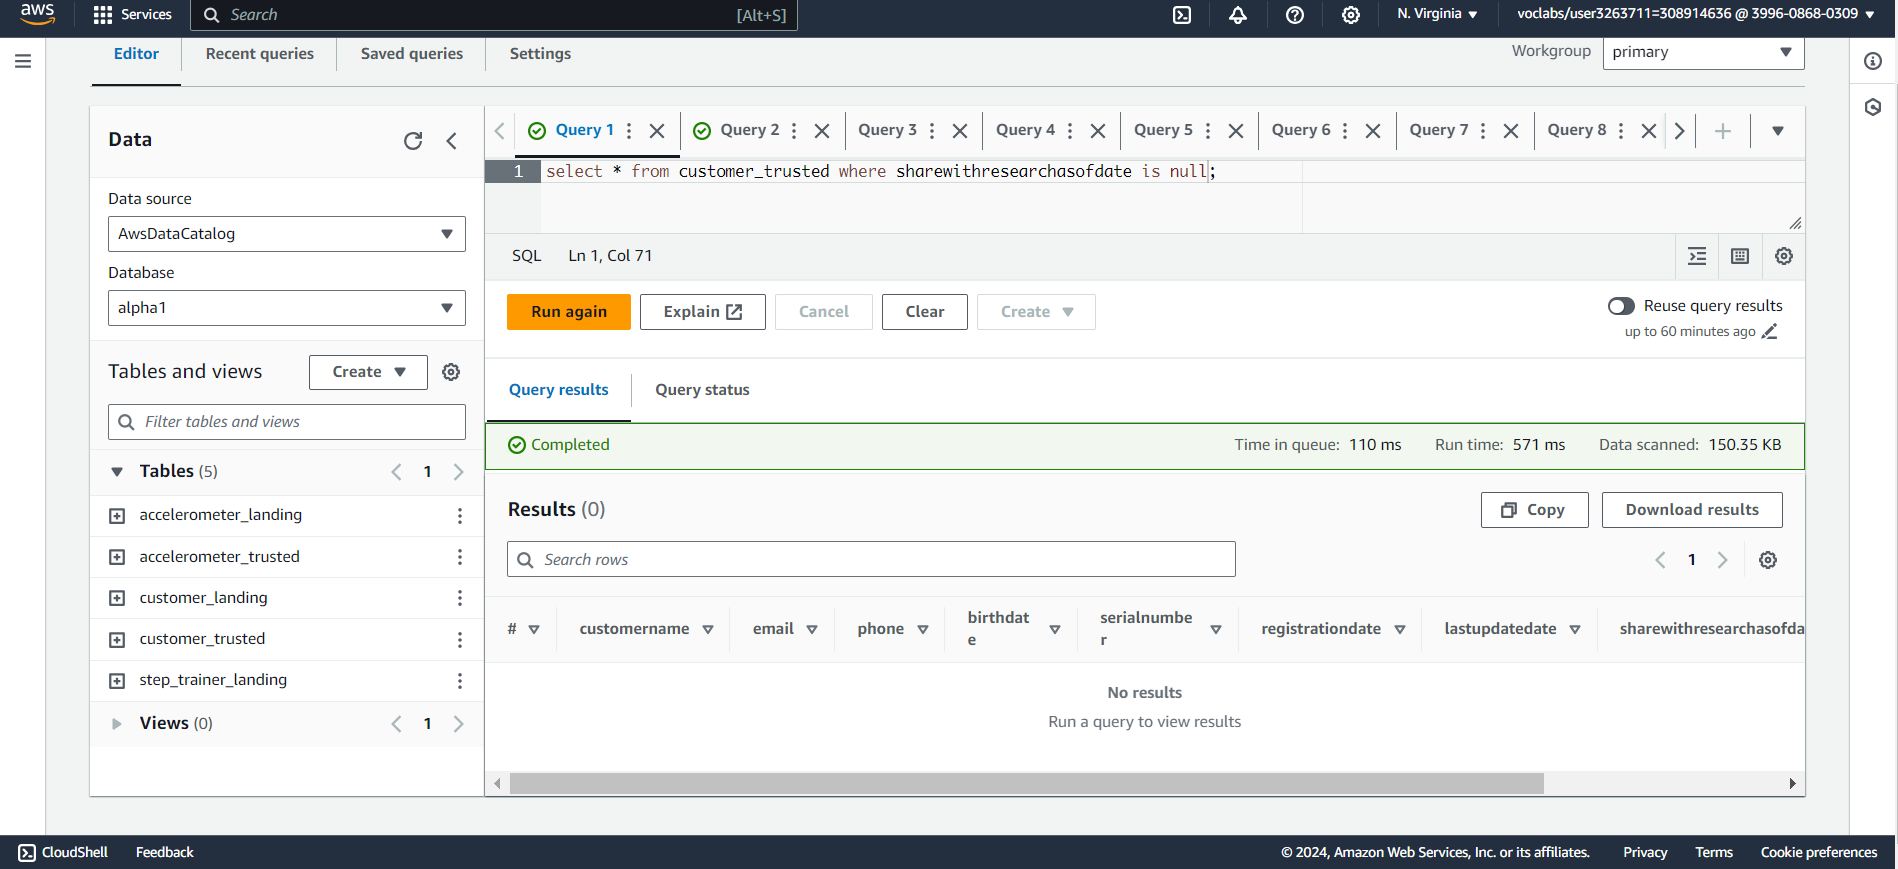 aws
Services
Search
[Alt+S]
N. Virginia
voclabs/user3263711=308914636 @ 3996-0868-0309
Editor
Recent queries
Saved queries
Settings
Workgroup
primary
Data
Data source
AwsDataCatalog
Database
alpha1
Tables and views
Create
Filter tables and views
Tables (5)
1
accelerometer_landing
accelerometer_trusted
customer_landing
customer_trusted
step_trainer_landing
Views (0)
1
Query 1
Query 2
Query 3
Query 4
Query 5
Query 6
Query 7
Query 8
1
select * from customer_trusted where sharewithresearchasofdate is null;
SQL
Ln 1, Col 71
Run again
Explain
Cancel
Clear
Create
Reuse query results
up to 60 minutes ago
Query results
Query status
Completed
Time in queue: 110 ms
Run time: 571 ms
Data scanned: 150.35 KB
Results (0)
Copy
Download results
Search rows
1
#
customername
email
phone
birthdat
e
serialnumbe
r
registrationdate
lastupdatedate
sharewithresearchasofda
No results
Run a query to view results
CloudShell
Feedback
© 2024, Amazon Web Services, Inc. or its affiliates.
Privacy
Terms
Cookie preferences